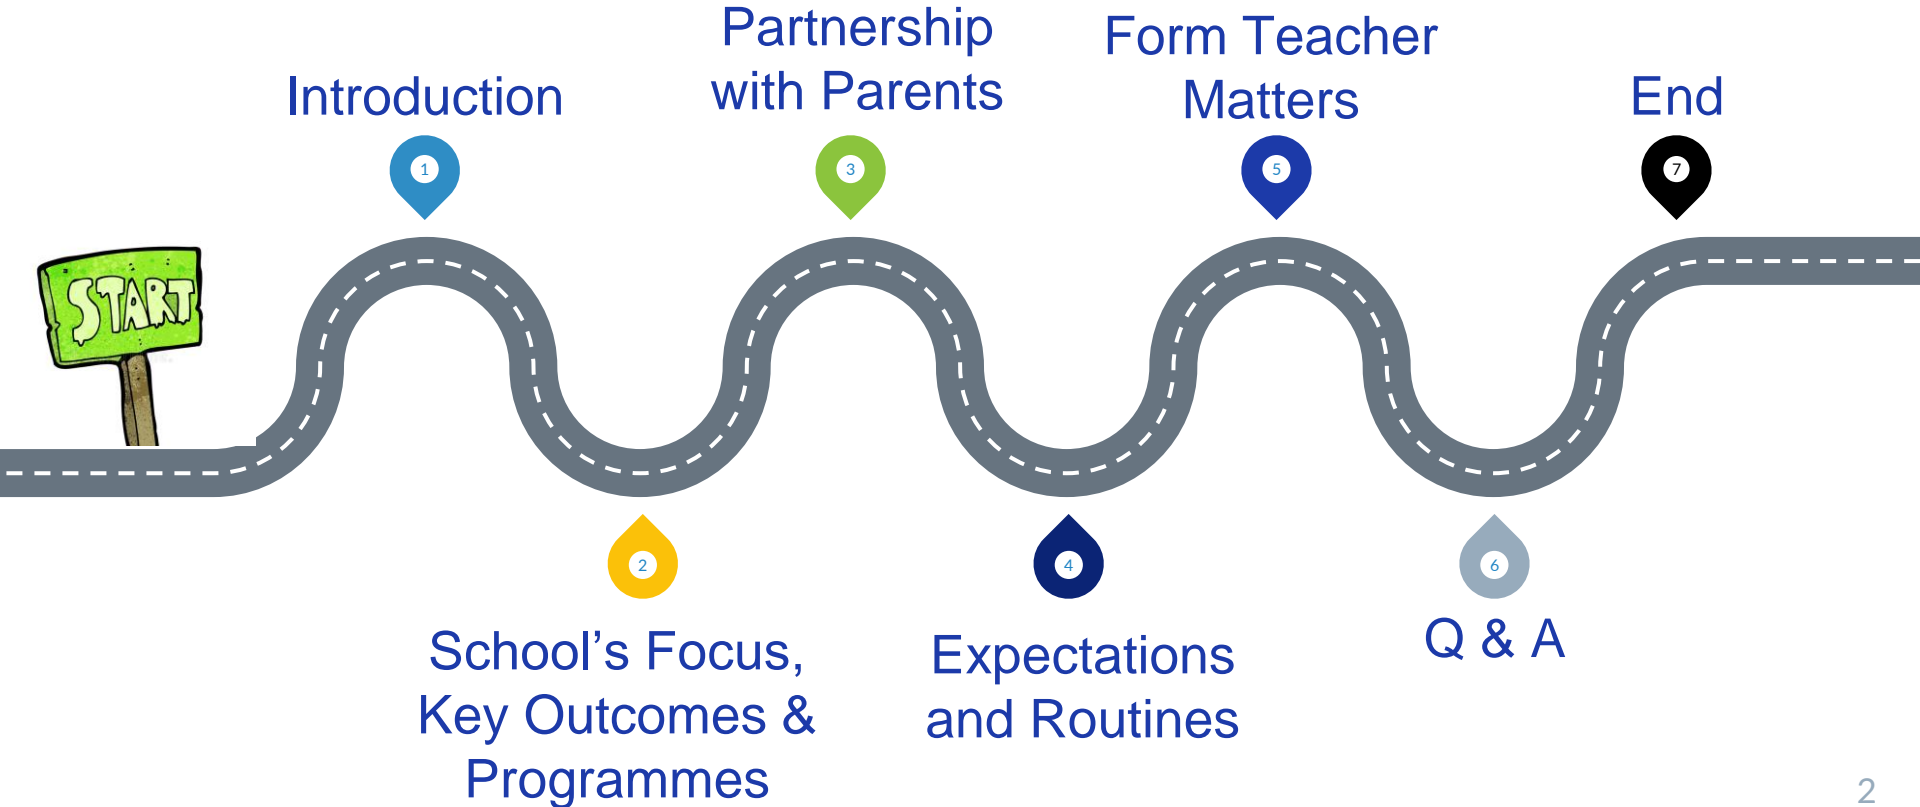 START
Introduction
1
School’s Focus,
Key Outcomes &
Programmes
2
Partnership
with Parents
3
Expectations
and Routines
4
Form Teacher
Matters
5
Q & A
6
End
7
2